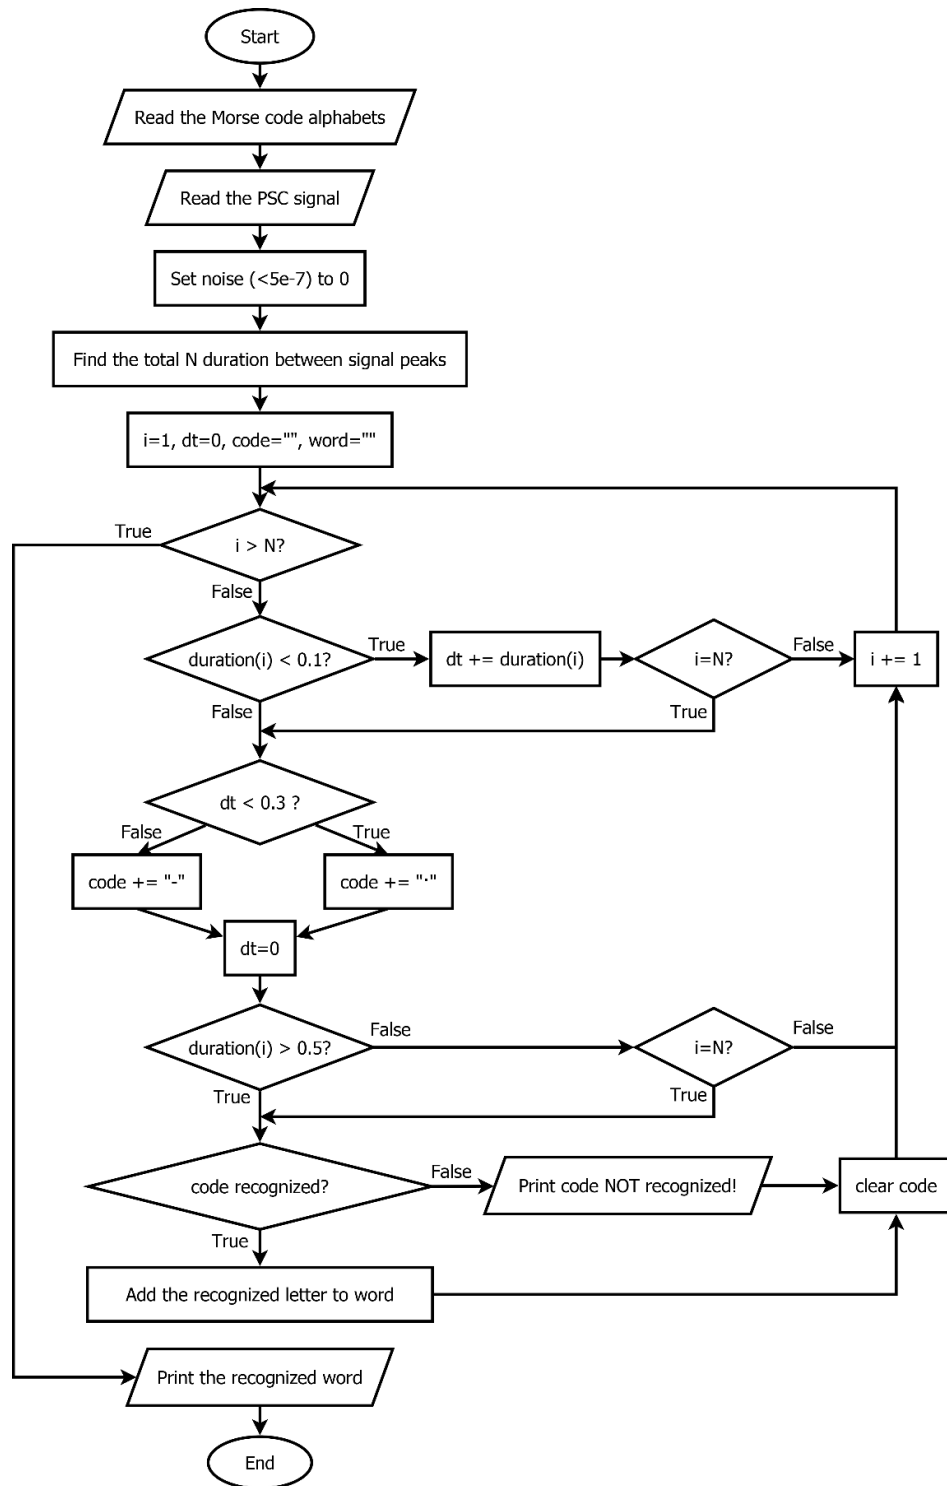 Start
Read the Morse code alphabets
Read the PSC signal
Set noise (<5e-7) to 0
Find the total N duration between signal peaks
i=1, dt=0, code="", word=""
True
i > N?
False
duration(i) < 0.1?
True
dt += duration(i)
i=N?
False
i += 1
False
True
dt < 0.3 ?
False
True
code += "-"
code += "·"
dt=0
duration(i) > 0.5?
False
i=N?
False
True
True
code recognized?
False
Print code NOT recognized!
clear code
True
Add the recognized letter to word
Print the recognized word
End